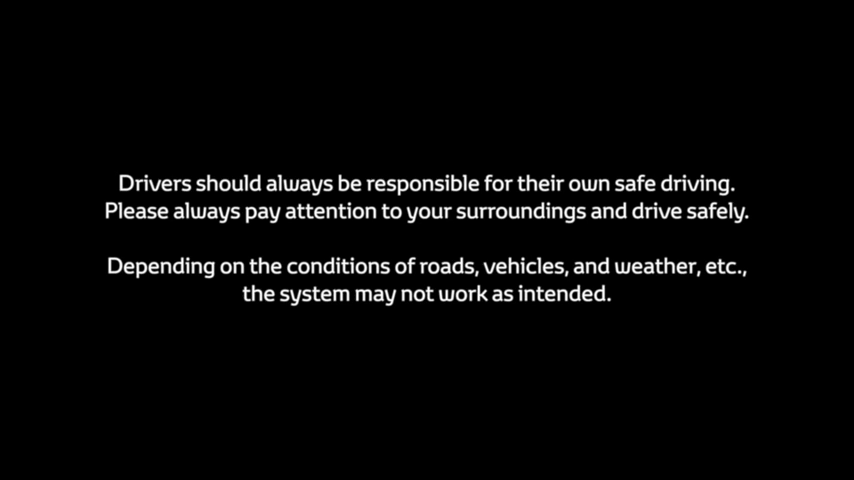 Drivers should always be responsible for their own safe driving.
Please always pay attention to your surroundings and drive safely.
Depending on the conditions of roads, vehicles, and weather, etc.,
the system may not work as intended.